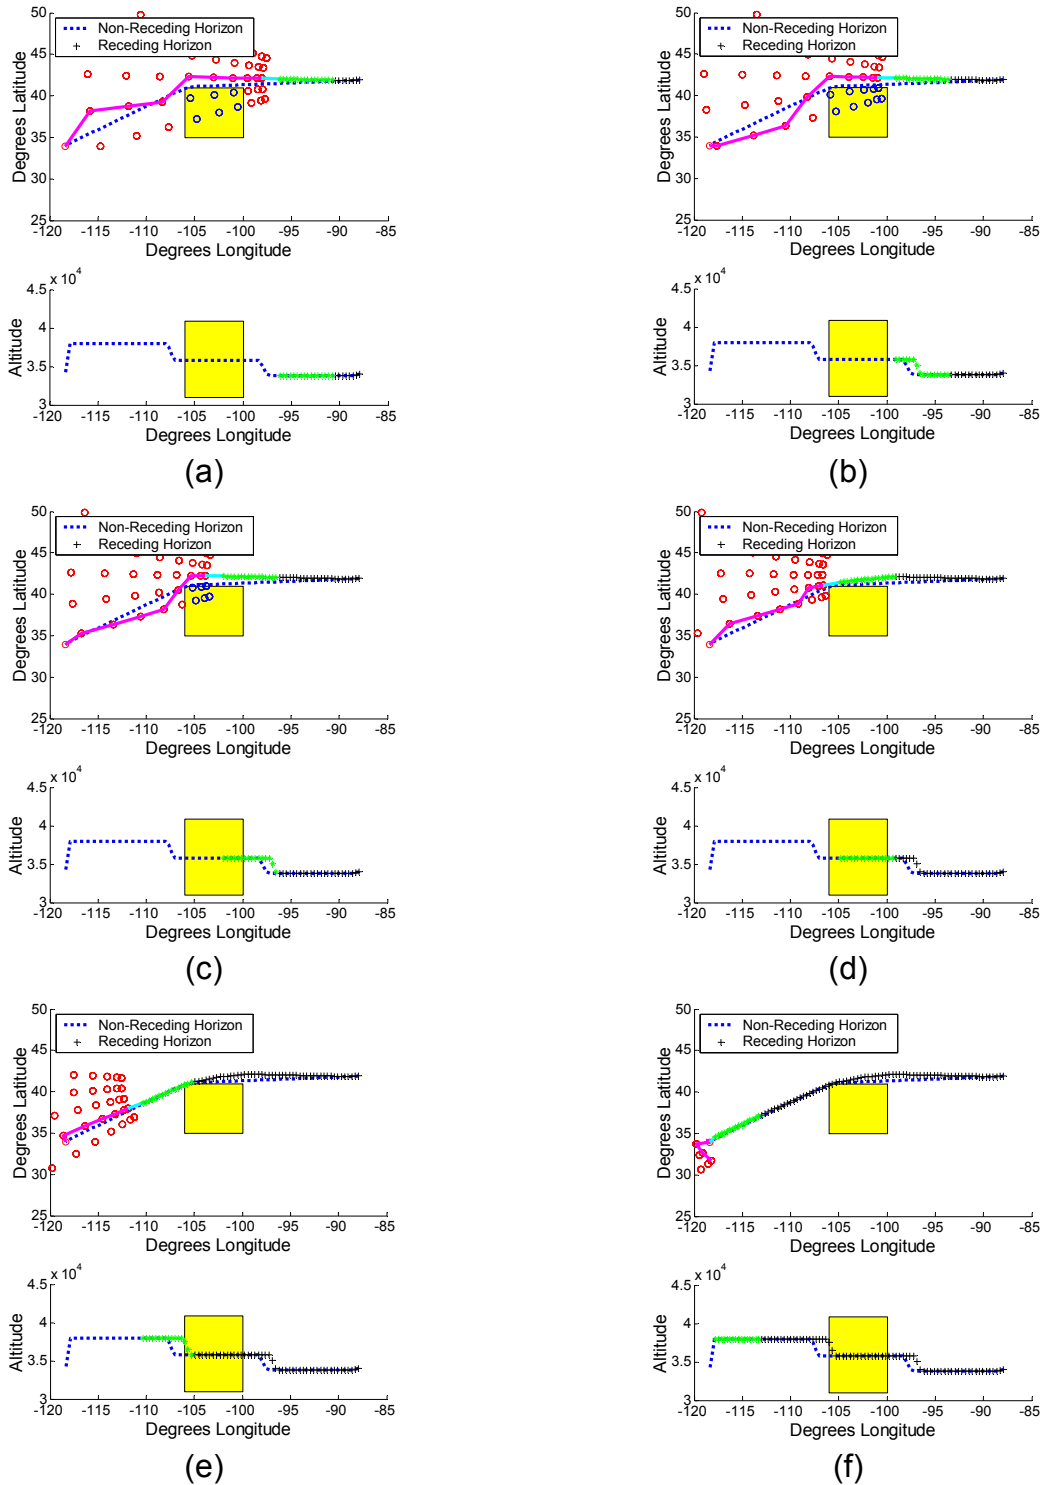 50
Non-Receding Horizon
Receding Horizon
45
40
35
30
25
-120 -115 -110 -105 -100 -95 -90 -85
Degrees Latitude
Degrees Longitude
x 10^4
4.5
4
3.5
3
-120 -115 -110 -105 -100 -95 -90 -85
Altitude
Degrees Longitude
(a)
50
Non-Receding Horizon
Receding Horizon
45
40
35
30
25
-120 -115 -110 -105 -100 -95 -90 -85
Degrees Latitude
Degrees Longitude
x 10^4
4.5
4
3.5
3
-120 -115 -110 -105 -100 -95 -90 -85
Altitude
Degrees Longitude
(b)
50
Non-Receding Horizon
Receding Horizon
45
40
35
30
25
-120 -115 -110 -105 -100 -95 -90 -85
Degrees Latitude
Degrees Longitude
x 10^4
4.5
4
3.5
3
-120 -115 -110 -105 -100 -95 -90 -85
Altitude
Degrees Longitude
(c)
50
Non-Receding Horizon
Receding Horizon
45
40
35
30
25
-120 -115 -110 -105 -100 -95 -90 -85
Degrees Latitude
Degrees Longitude
x 10^4
4.5
4
3.5
3
-120 -115 -110 -105 -100 -95 -90 -85
Altitude
Degrees Longitude
(d)
50
Non-Receding Horizon
Receding Horizon
45
40
35
30
25
-120 -115 -110 -105 -100 -95 -90 -85
Degrees Latitude
Degrees Longitude
x 10^4
4.5
4
3.5
3
-120 -115 -110 -105 -100 -95 -90 -85
Altitude
Degrees Longitude
(e)
50
Non-Receding Horizon
Receding Horizon
45
40
35
30
25
-120 -115 -110 -105 -100 -95 -90 -85
Degrees Latitude
Degrees Longitude
x 10^4
4.5
4
3.5
3
-120 -115 -110 -105 -100 -95 -90 -85
Altitude
Degrees Longitude
(f)